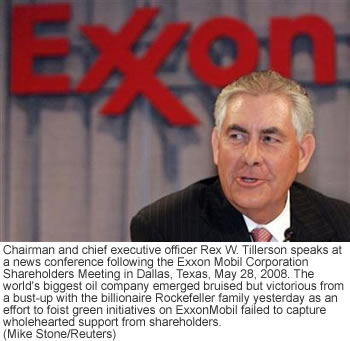 Exxon
Chairman and chief executive officer Rex W. Tillerson speaks at
a news conference following the Exxon Mobil Corporation
Shareholders Meeting in Dallas, Texas, May 28, 2008. The
world's biggest oil company emerged bruised but victorious from
a bust-up with the billionaire Rockefeller family yesterday as an
effort to foist green initiatives on ExxonMobil failed to capture
wholehearted support from shareholders.
(Mike Stone/Reuters)